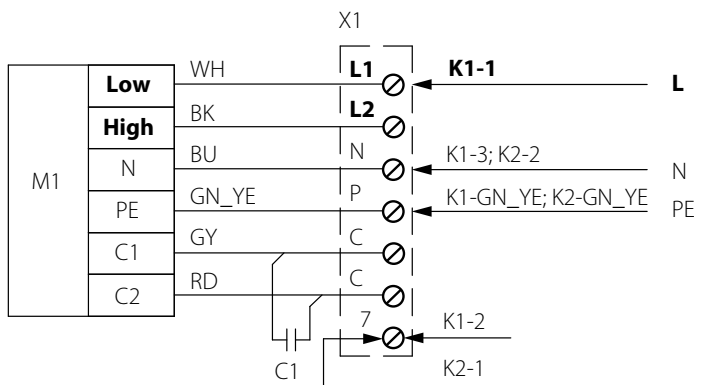 X1
Low WH L1 K1-1 L
High BK L2
N BU N K1-3; K2-2 N
M1
PE GN_YE P K1-GN_YE; K2-GN_YE PE
C1 GY C
C2 RD C
7 K1-2
C1 K2-1